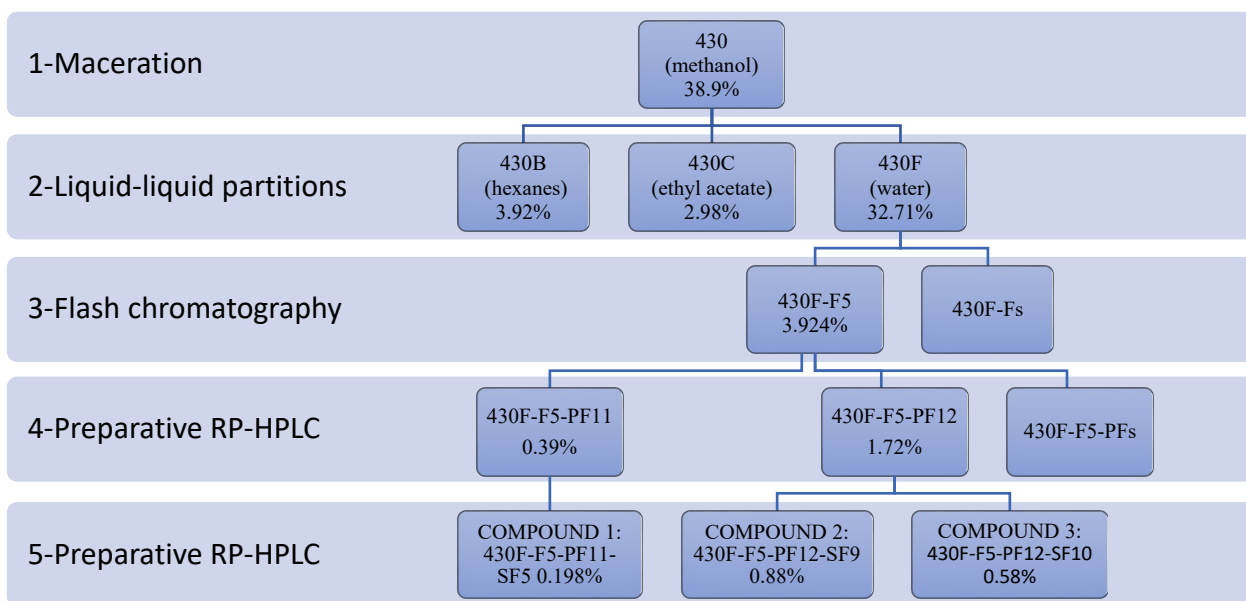 1-Maceration
430
(methanol)
38.9%
2-Liquid-liquid partitions
430B
(hexanes)
3.92%
430C
(ethyl acetate)
2.98%
430F
(water)
32.71%
3-Flash chromatography
430F-F5
3.924%
430F-Fs
4-Preparative RP-HPLC
430F-F5-PF11
0.39%
430F-F5-PF12
1.72%
430F-F5-PFs
5-Preparative RP-HPLC
COMPOUND 1:
430F-F5-PF11-
SF5 0.198%
COMPOUND 2:
430F-F5-PF12-SF9
0.88%
COMPOUND 3:
430F-F5-PF12-SF10
0.58%